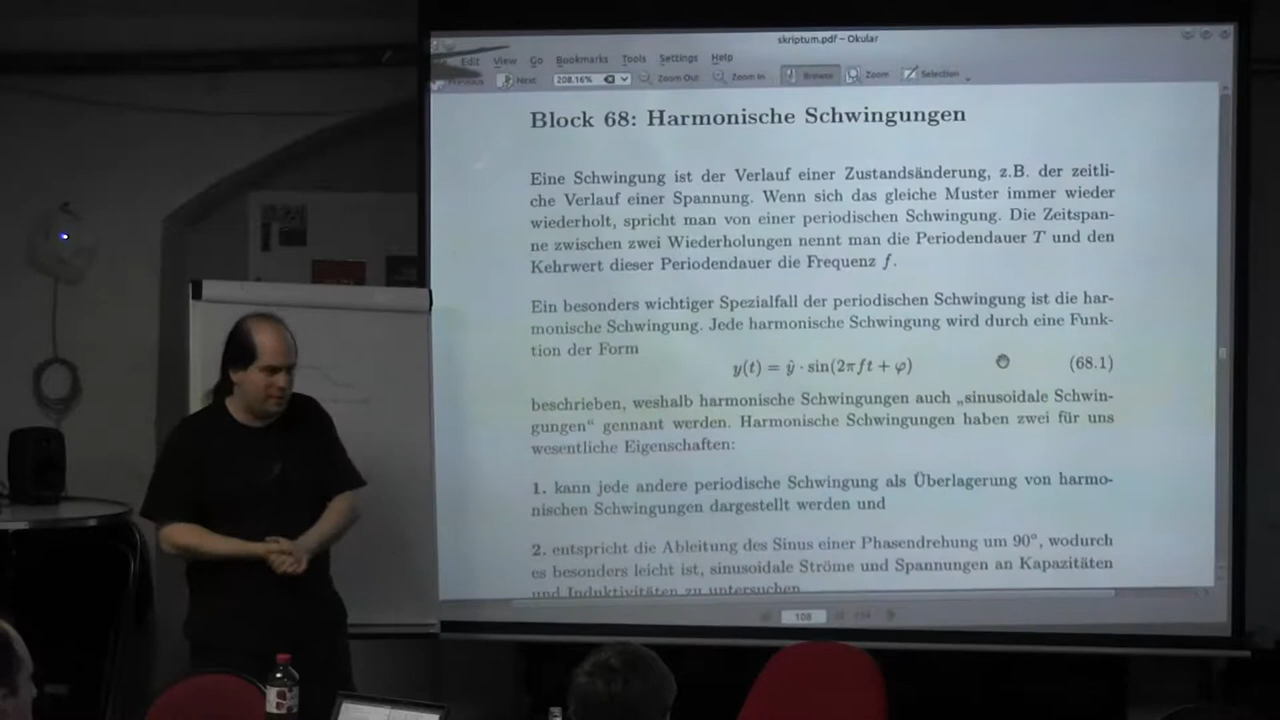 skriptum.pdf – Okular
Edit View Go Bookmarks Tools Settings Help
Previous Next 208.16% Zoom Out Zoom In Browse Zoom Selection
Block 68: Harmonische Schwingungen
Eine Schwingung ist der Verlauf einer Zustandsänderung, z.B. der zeitli-
che Verlauf einer Spannung. Wenn sich das gleiche Muster immer wieder
wiederholt, spricht man von einer periodischen Schwingung. Die Zeitspan-
ne zwischen zwei Wiederholungen nennt man die Periodendauer T und den
Kehrwert dieser Periodendauer die Frequenz f.
Ein besonders wichtiger Spezialfall der periodischen Schwingung ist die har-
monische Schwingung. Jede harmonische Schwingung wird durch eine Funk-
tion der Form
y(t) = ŷ · sin(2πft + φ) (68.1)
beschrieben, weshalb harmonische Schwingungen auch „sinusoidale Schwin-
gungen“ gennant werden. Harmonische Schwingungen haben zwei für uns
wesentliche Eigenschaften:
1. kann jede andere periodische Schwingung als Überlagerung von harmo-
nischen Schwingungen dargestellt werden und
2. entspricht die Ableitung des Sinus einer Phasendrehung um 90°, wodurch
es besonders leicht ist, sinusoidale Ströme und Spannungen an Kapazitäten
und Induktivitäten zu untersuchen
108